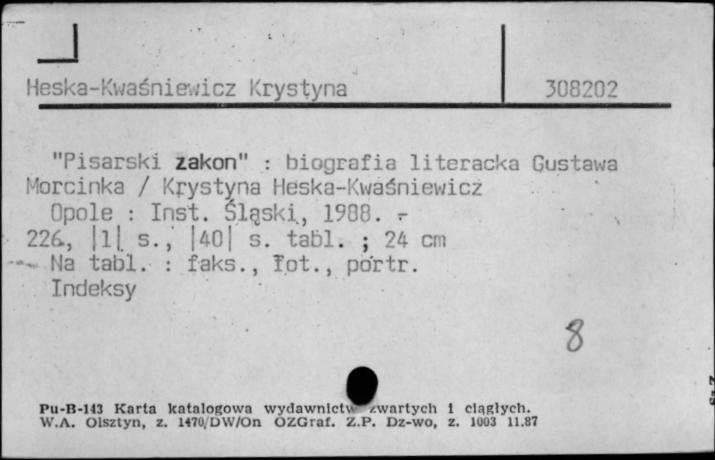 Heska-Kwaśniewicz Krystyna 308202
"Pisarski zakon" : biografia literacka Gustawa
Morcinka / Krystyna Heska-Kwaśniewicz
Opole : Inst. Śląski, 1988. -
226, |1| s., |40| s. tabl. ; 24 cm
Na tabl. : faks., fot., portr.
Indeksy
8
Pu-B-143 Karta katalogowa wydawnictw zwartych i ciągłych.
W.A. Olsztyn, z. 1470/DW/On OZGraf. Z.P. Dz-wo, z. 1003 11.87